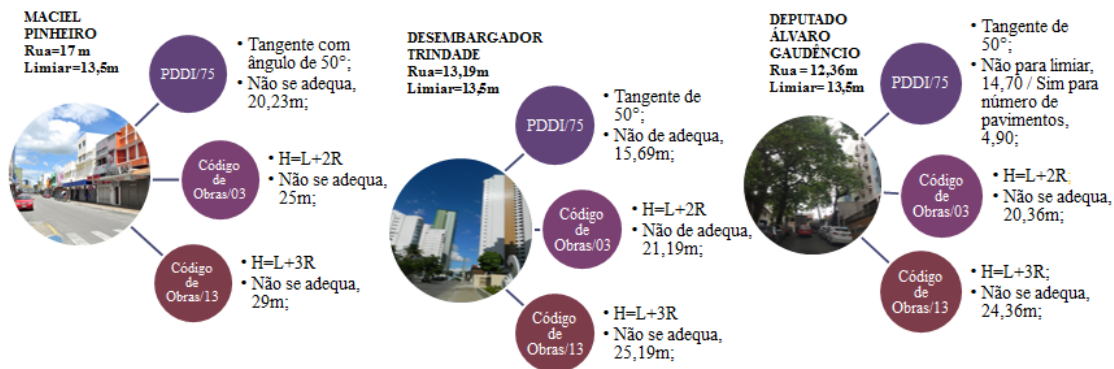 MACIEL
PINHEIRO
Rua=17 m
Limiar=13,5m
PDDI/75
• Tangente com
ângulo de 50°;
• Não se adequa,
20,23m;
Código
de
Obras/03
• H=L+2R
• Não se adequa,
25m;
Código
de
Obras/13
• H=L+3R
• Não se adequa,
29m;
DESEMBARGADOR
TRINDADE
Rua=13,19m
Limiar=13,5m
PDDI/75
• Tangente de
50°;
• Não de adequa,
15,69m;
Código
de
Obras/03
• H=L+2R
• Não de adequa,
21,19m;
Código
de
Obras/13
• H=L+3R
• Não se adequa,
25,19m;
DEPUTADO
ÁLVARO
GAUDÊNCIO
Rua = 12,36m
Limiar= 13,5m
PDDI/75
• Tangente de
50°;
• Não para limiar,
14,70 / Sim para
número de
pavimentos,
4,90;
Código
de
Obras/03
• H=L+2R;
• Não se adequa,
20,36m;
Código
de
Obras/13
• H=L+3R;
• Não se adequa,
24,36m;